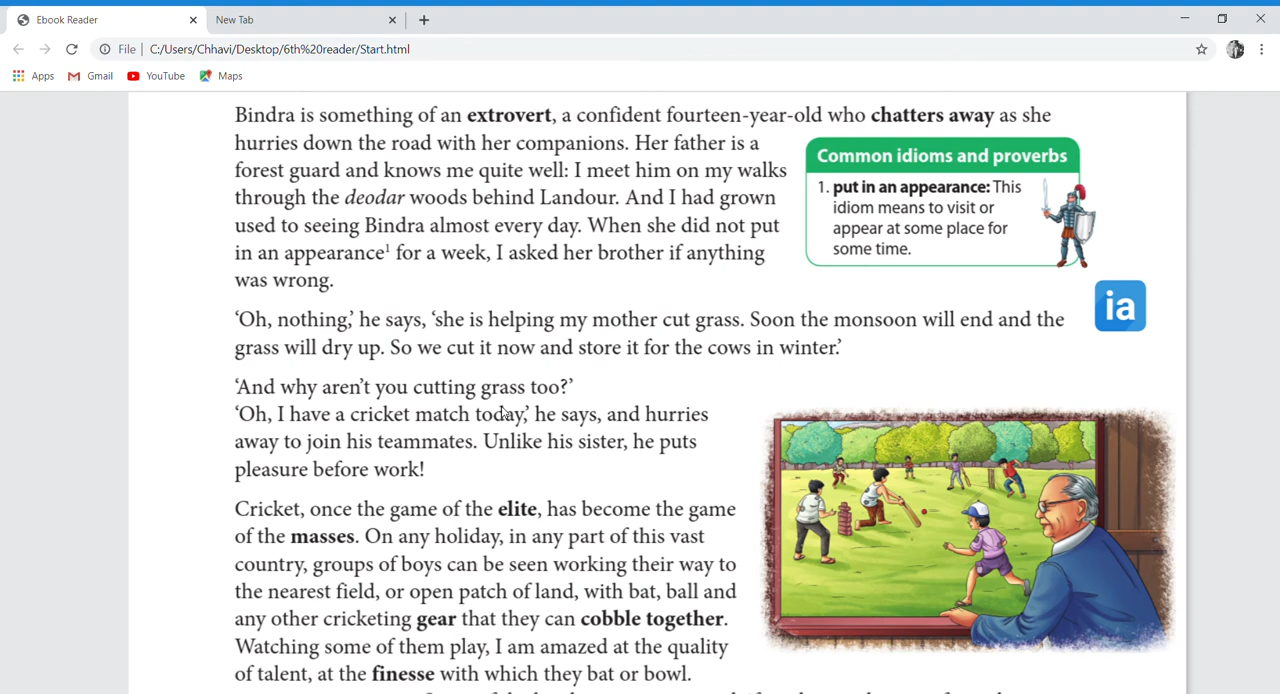 Ebook Reader
New Tab
File
C:/Users/Chhavi/Desktop/6th%20reader/Start.html
Apps
Gmail
YouTube
Maps
Bindra is something of an extrovert, a confident fourteen-year-old who chatters away as she
hurries down the road with her companions. Her father is a
forest guard and knows me quite well: I meet him on my walks
through the deodar woods behind Landour. And I had grown
used to seeing Bindra almost every day. When she did not put
in an appearance¹ for a week, I asked her brother if anything
was wrong.
Common idioms and proverbs
1. put in an appearance: This
idiom means to visit or
appear at some place for
some time.
ia
‘Oh, nothing,’ he says, ‘she is helping my mother cut grass. Soon the monsoon will end and the
grass will dry up. So we cut it now and store it for the cows in winter.’
‘And why aren’t you cutting grass too?’
‘Oh, I have a cricket match today,’ he says, and hurries
away to join his teammates. Unlike his sister, he puts
pleasure before work!
Cricket, once the game of the elite, has become the game
of the masses. On any holiday, in any part of this vast
country, groups of boys can be seen working their way to
the nearest field, or open patch of land, with bat, ball and
any other cricketing gear that they can cobble together.
Watching some of them play, I am amazed at the quality
of talent, at the finesse with which they bat or bowl.